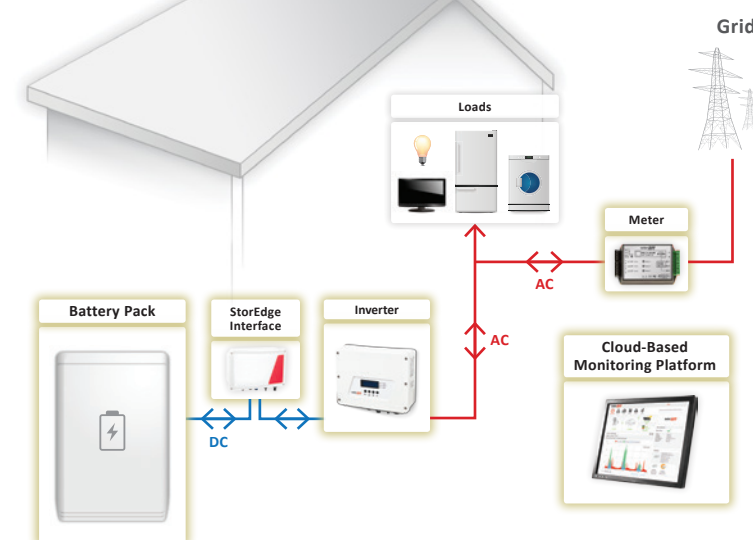 Grid
Loads
Meter
AC
Battery Pack
StorEdge
Interface
Inverter
AC
DC
Cloud-Based
Monitoring Platform